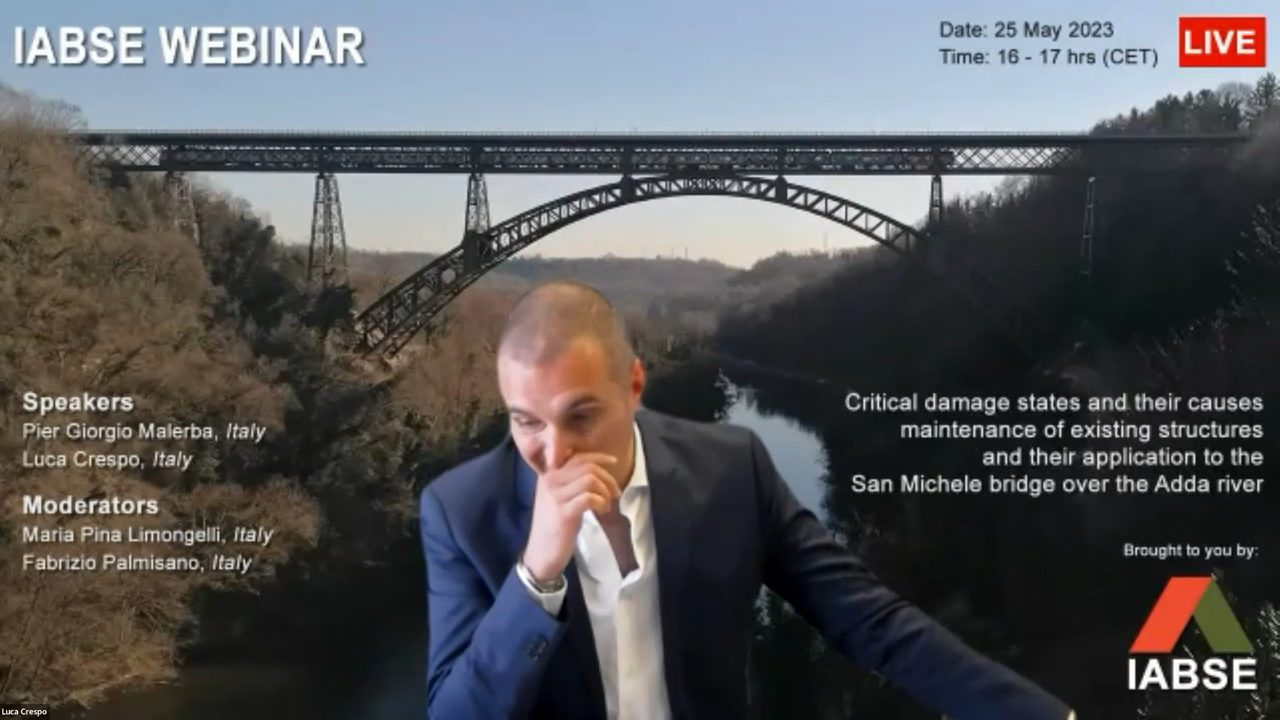 IABSE WEBINAR
Date: 25 May 2023
Time: 16 - 17 hrs (CET)
LIVE
Speakers
Pier Giorgio Malerba, Italy
Luca Crespo, Italy
Moderators
Maria Pina Limongelli, Italy
Fabrizio Palmisano, Italy
Critical damage states and their causes
maintenance of existing structures
and their application to the
San Michele bridge over the Adda river
Brought to you by:
IABSE
Luca Crespo